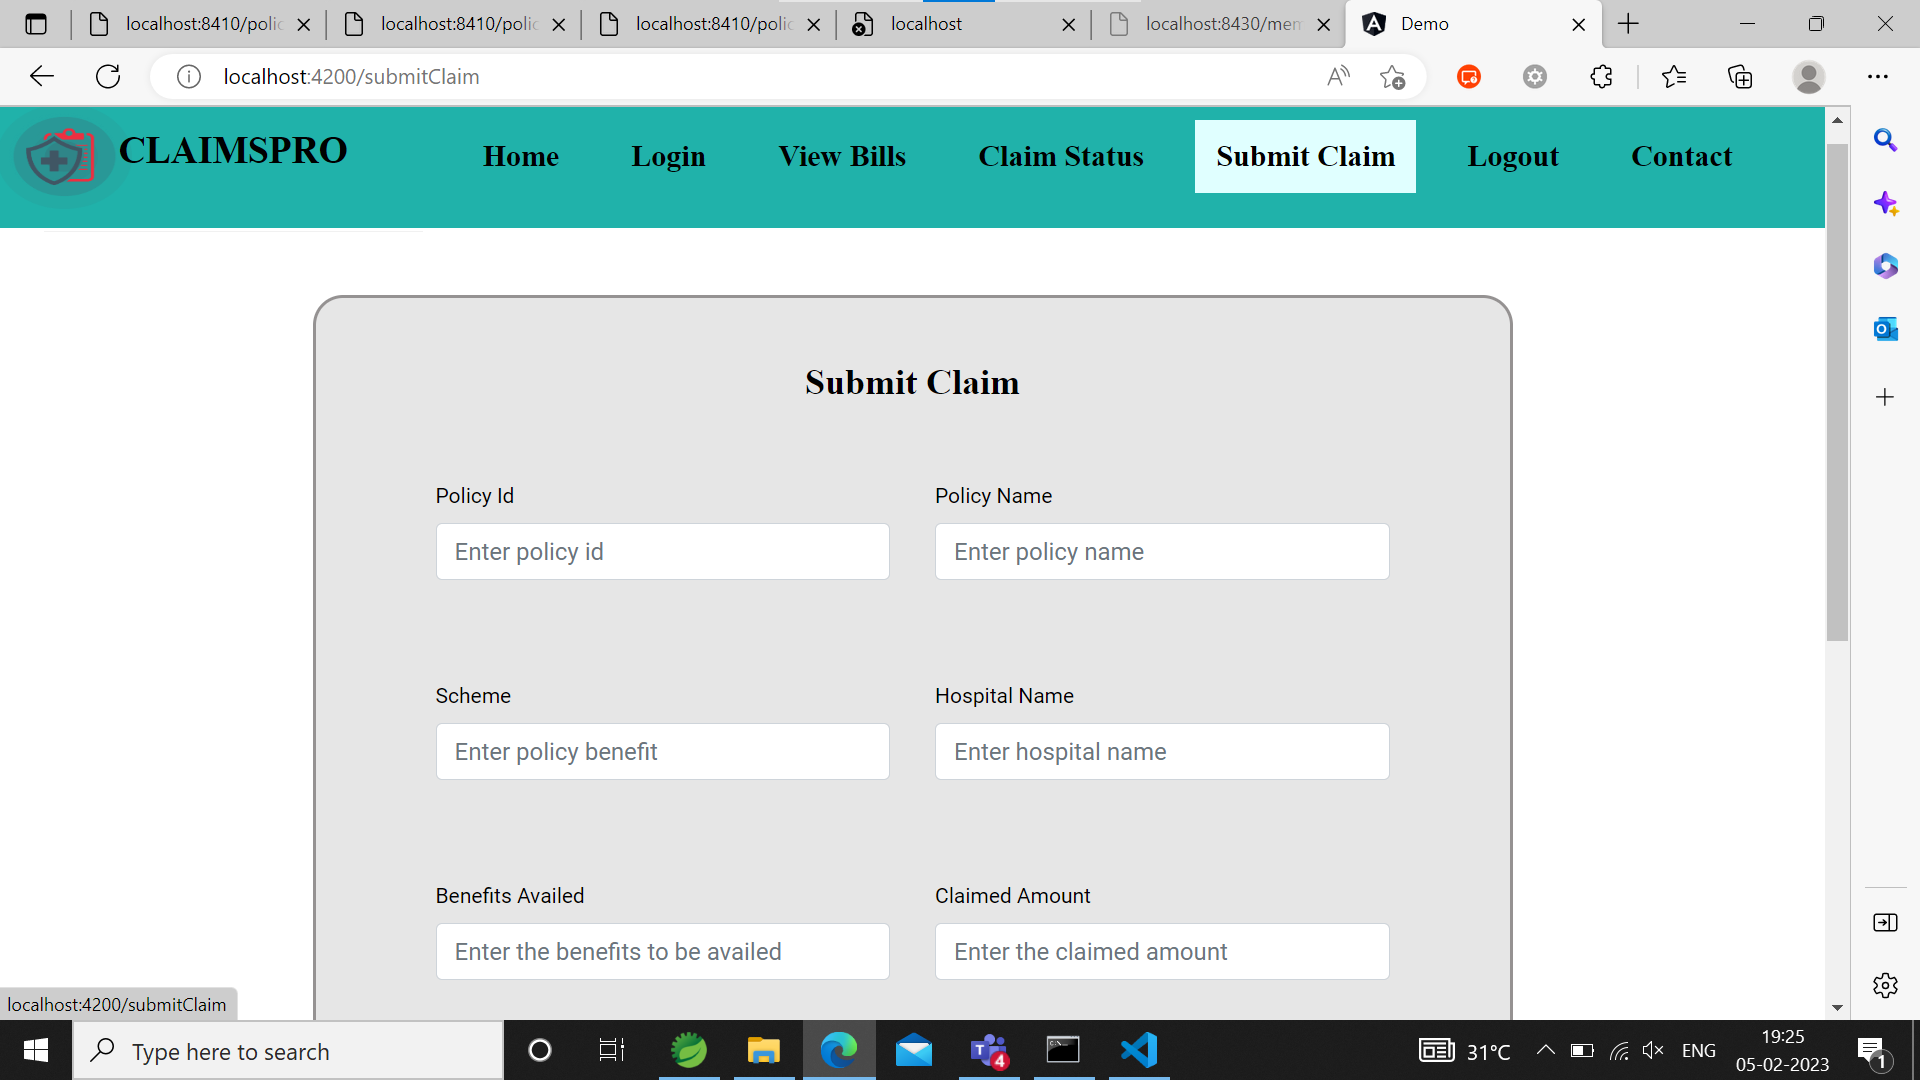 localhost:8410/polic
localhost:8410/polic
localhost:8410/polic
localhost
localhost:8430/mem
Demo
localhost:4200/submitClaim
CLAIMSPRO
Home
Login
View Bills
Claim Status
Submit Claim
Logout
Contact
Submit Claim
Policy Id
Policy Name
Enter policy id
Enter policy name
Scheme
Hospital Name
Enter policy benefit
Enter hospital name
Benefits Availed
Claimed Amount
Enter the benefits to be availed
Enter the claimed amount
localhost:4200/submitClaim
Type here to search
4
31°C
ENG
19:25
05-02-2023
1